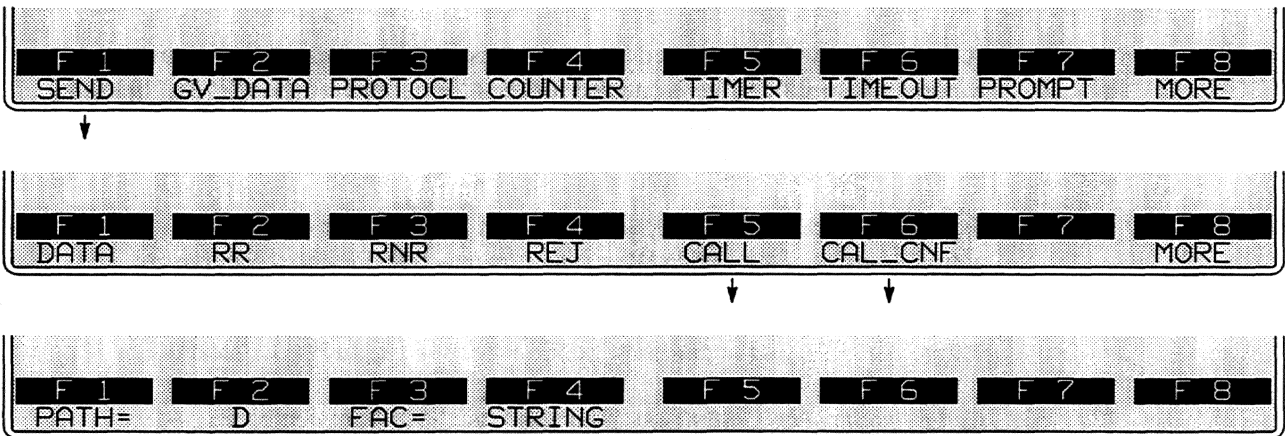 F 1 F 2 F 3 F 4 F 5 F 6 F 7 F 8
SEND GV_DATA PROTOCL COUNTER TIMER TIMEOUT PROMPT MORE
F 1 F 2 F 3 F 4 F 5 F 6 F 7 F 8
DATA RR RNR REJ CALL CAL_CNF MORE
F 1 F 2 F 3 F 4 F 5 F 6 F 7 F 8
PATH= D FAC= STRING